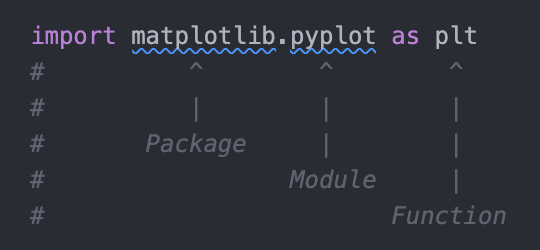 import matplotlib.pyplot as plt
#          ^         ^         ^
#          |         |         |
#       Package      |         |
#                  Module      |
#                          Function